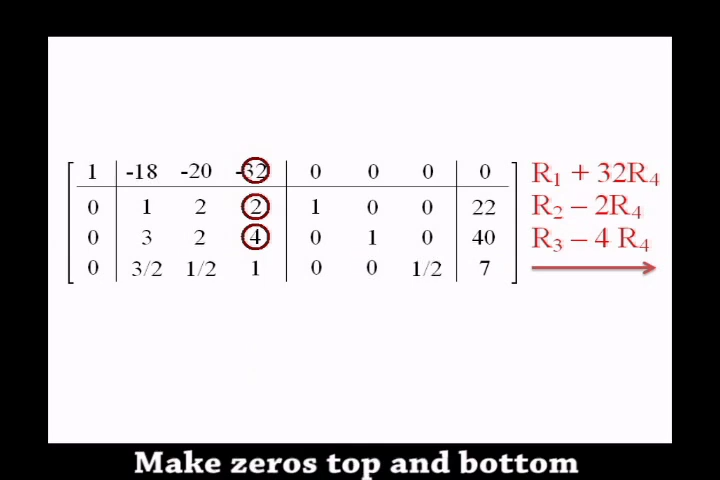 1 -18 -20 -32 0 0 0 0 R₁ + 32R₄
0 1 2 2 1 0 0 22 R₂ – 2R₄
0 3 2 4 0 1 0 40 R₃ – 4 R₄
0 3/2 1/2 1 0 0 1/2 7
Make zeros top and bottom